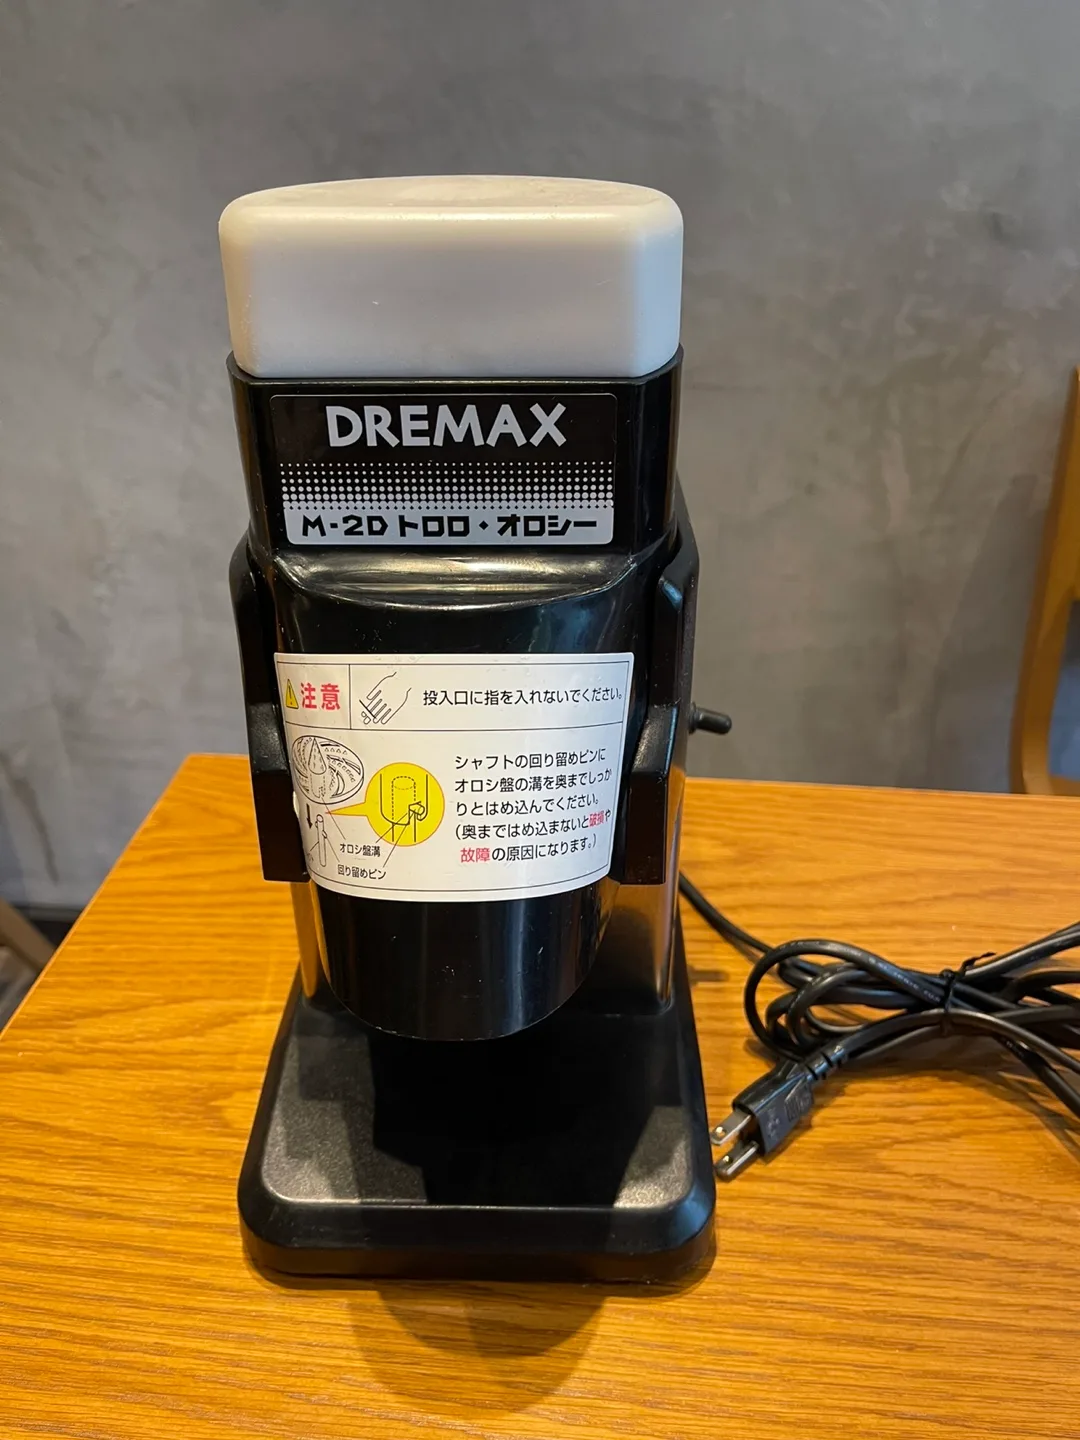 DREMAX
M-2D トロロ・オロシー
注意
投入口に指を入れないでください。
シャフトの回り留めピンに
オロシ盤の溝を奥までしっか
りとはめ込んでください。
(奥まではめ込まないと破損や
故障の原因になります。)
オロシ盤溝
回り留めピン